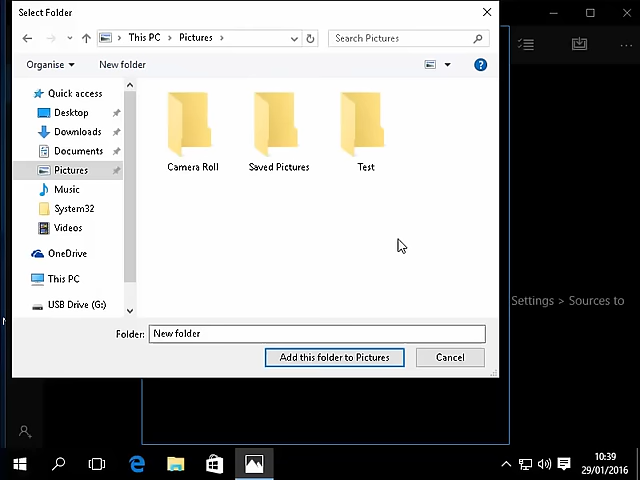 Select Folder
This PC > Pictures >
Search Pictures
Organise
New folder
Quick access
Desktop
Downloads
Documents
Pictures
Music
System32
Videos
OneDrive
This PC
USB Drive (G:)
Camera Roll
Saved Pictures
Test
Settings > Sources to
Folder: New folder
Add this folder to Pictures
Cancel
10:39
29/01/2016